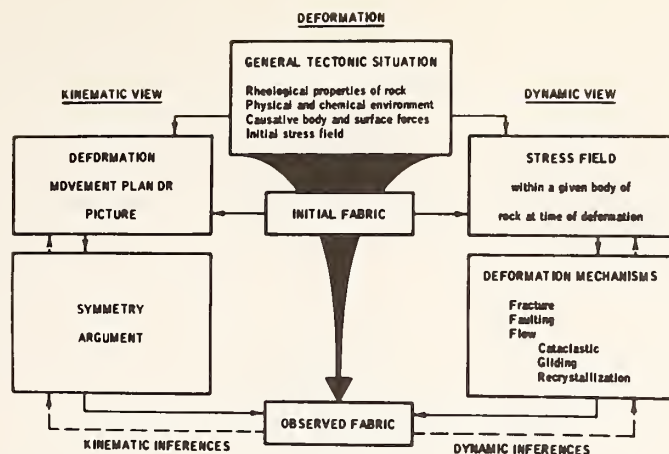 DEFORMATION
GENERAL TECTONIC SITUATION
Rheological properties of rock
Physical and chemical environment
Causative body and surface forces
Initial stress field
KINEMATIC VIEW
DYNAMIC VIEW
DEFORMATION
MDVEMENT PLAN DR
PICTURE
INITIAL FABRIC
STRESS FIELD
within a given body of
rock at time of deformation
SYMMETRY
ARGUMENT
DEFORMATION MECHANISMS
Fracture
Faulting
Flow
Cataclastic
Gliding
Recrystallization
OBSERVED FABRIC
KINEMATIC INFERENCES
DYNAMIC INFERENCES